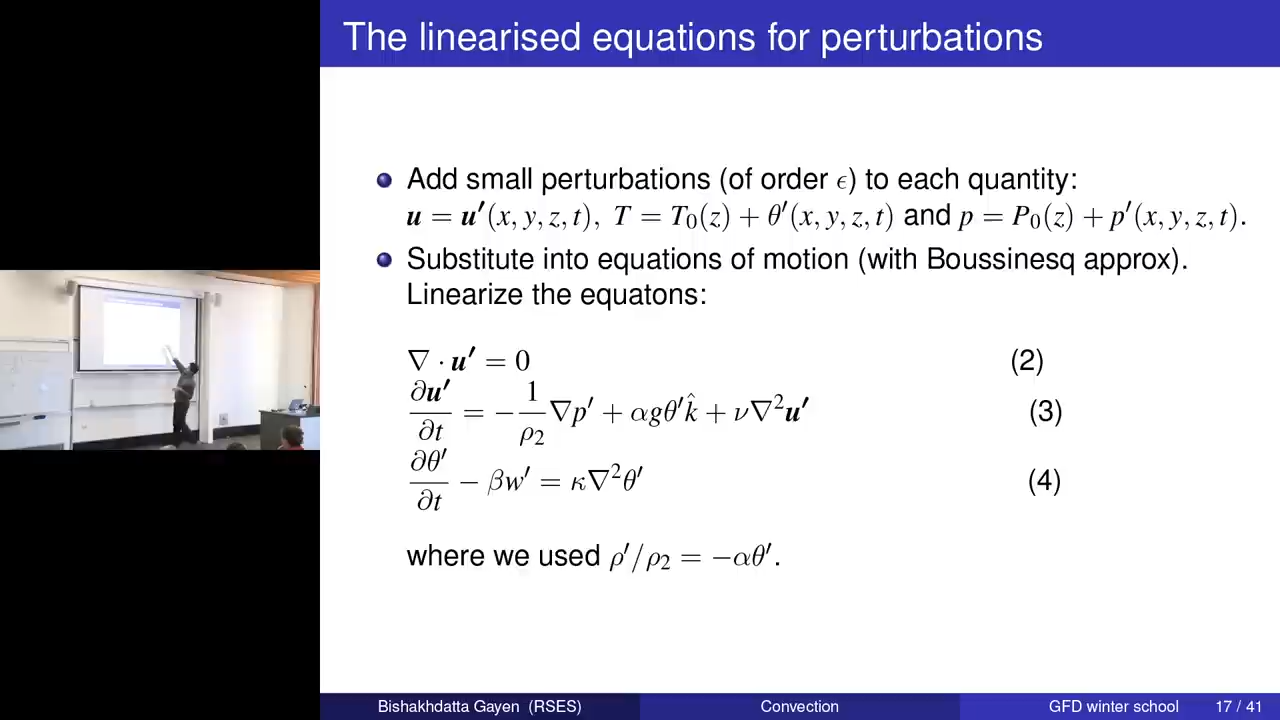 The linearised equations for perturbations
Add small perturbations (of order ϵ) to each quantity:
u = u′(x, y, z, t), T = T₀(z) + θ′(x, y, z, t) and p = P₀(z) + p′(x, y, z, t).
Substitute into equations of motion (with Boussinesq approx).
Linearize the equatons:
∇ · u′ = 0 (2)
∂u′/∂t = −1/ρ₂ ∇p′ + αgθ′k̂ + ν∇²u′ (3)
∂θ′/∂t − βw′ = κ∇²θ′ (4)
where we used ρ′/ρ₂ = −αθ′.
Bishakhdatta Gayen (RSES) Convection GFD winter school 17 / 41